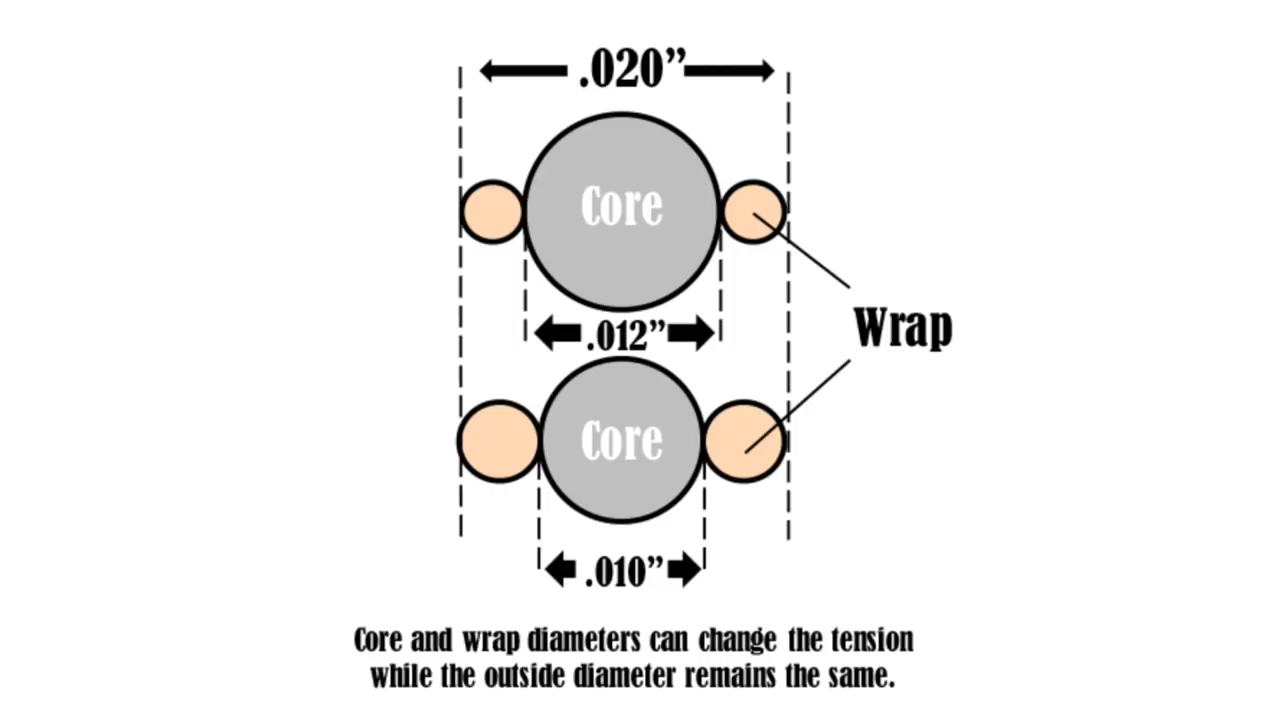 .020”
Core
.012”
Wrap
Core
.010”
Core and wrap diameters can change the tension
while the outside diameter remains the same.